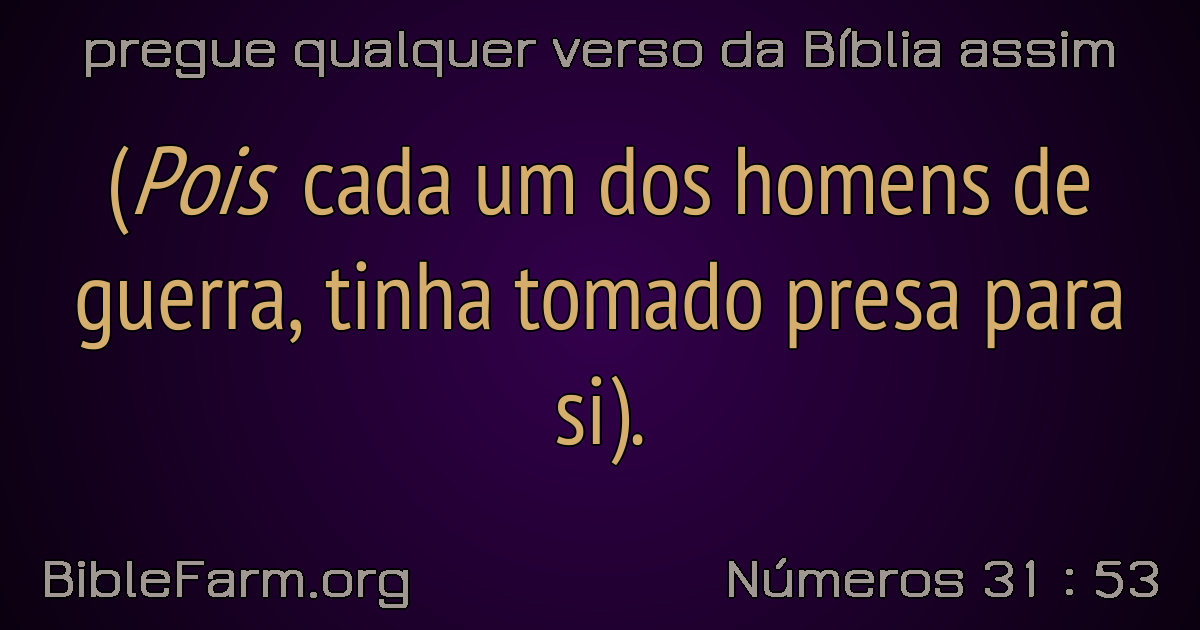 pregue qualquer verso da Bíblia assim
(Pois cada um dos homens de
guerra, tinha tomado presa para
si).
BibleFarm.org
Números 31 : 53